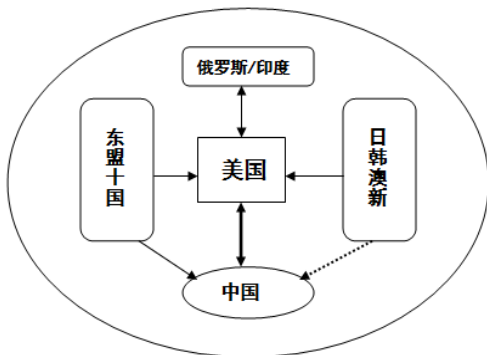 俄罗斯/印度
东盟十国
美国
日韩澳新
中国